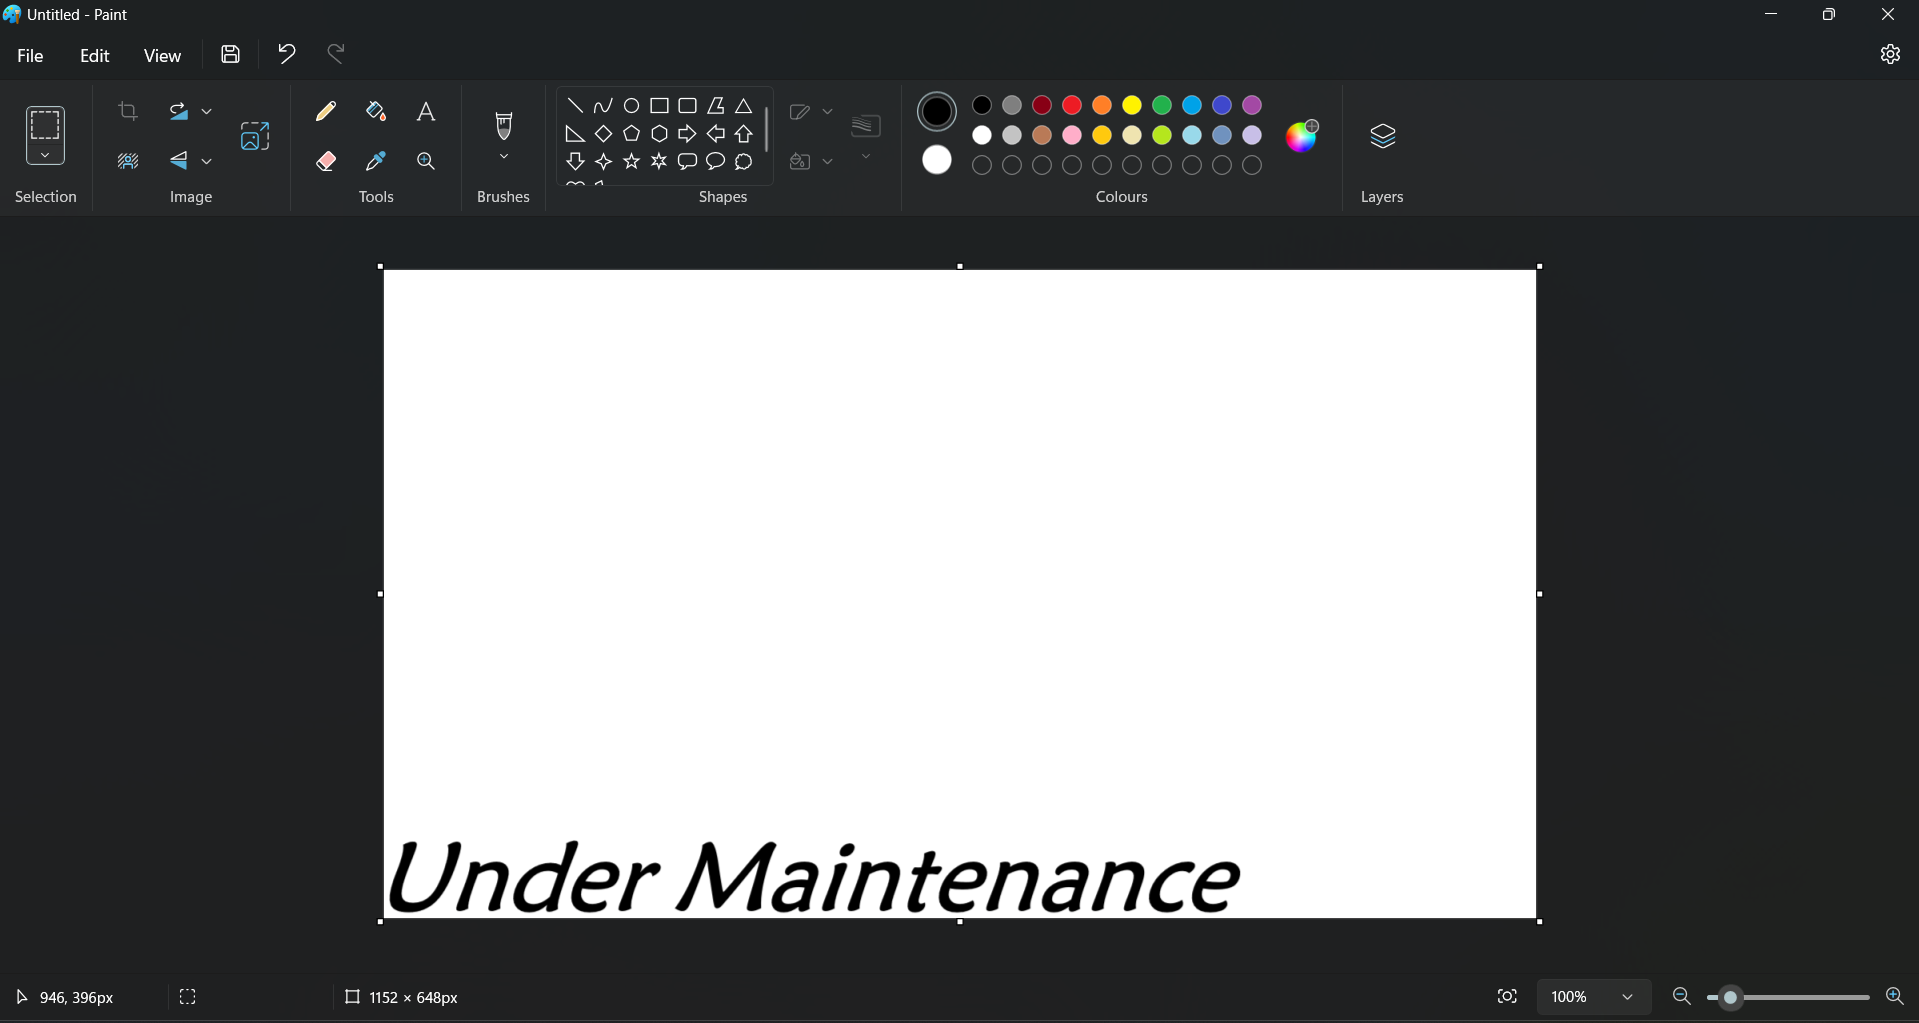 Untitled - Paint
File Edit View
Selection Image Tools Brushes Shapes Colours Layers
Under Maintenance
946, 396px 1152 × 648px 100%